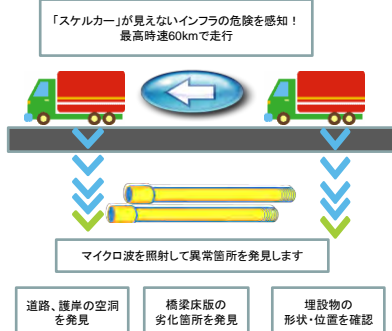 「スケルカー」が見えないインフラの危険を感知！
最高時速60kmで走行
マイクロ波を照射して異常箇所を発見します
道路、護岸の空洞
を発見
橋梁床版の
劣化箇所を発見
埋設物の
形状・位置を確認